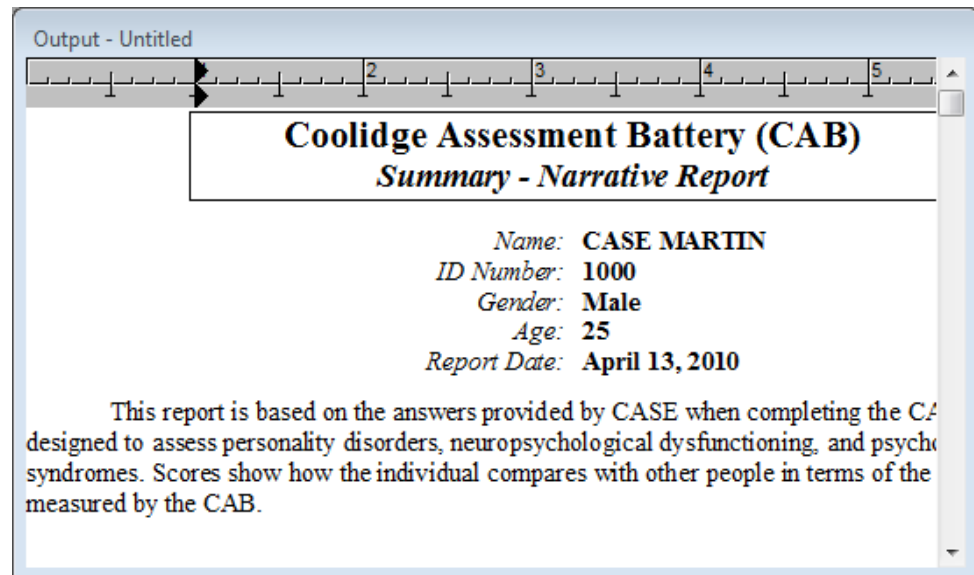 Output - Untitled
2 3 4 5
Coolidge Assessment Battery (CAB)
Summary - Narrative Report
Name: CASE MARTIN
ID Number: 1000
Gender: Male
Age: 25
Report Date: April 13, 2010
This report is based on the answers provided by CASE when completing the
designed to assess personality disorders, neuropsychological dysfunctioning, and
syndromes. Scores show how the individual compares with other people in terms of the
measured by the CAB.